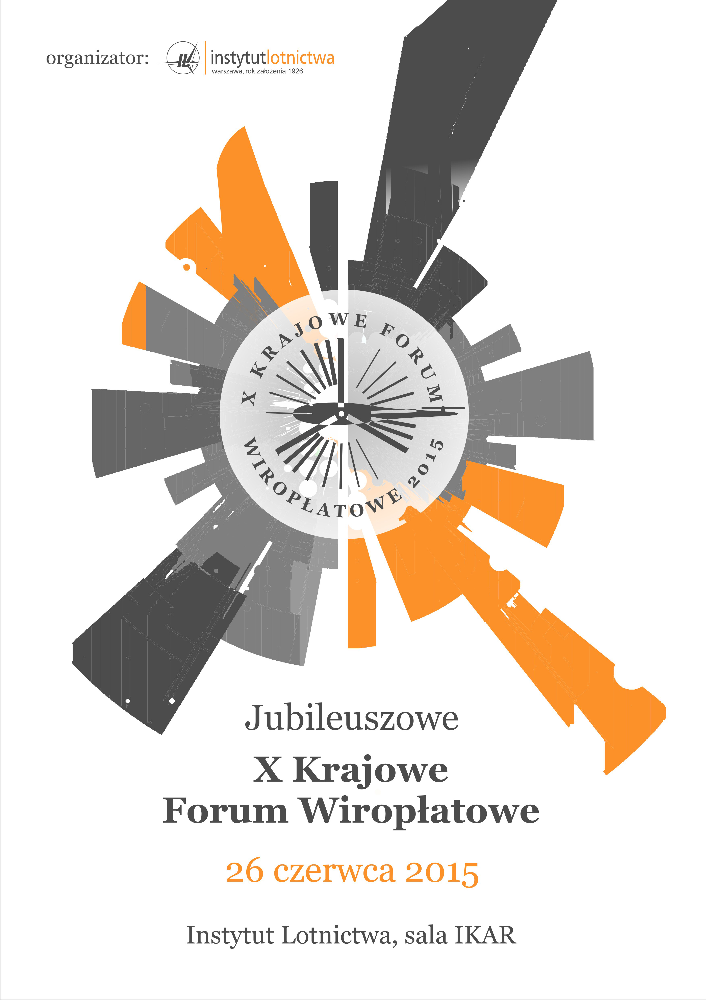 organizator:
instytutlotnictwa
warszawa, rok założenia 1926
X KRAJOWE FORUM
WIROPŁATOWE 2015
Jubileuszowe
X Krajowe
Forum Wiropłatowe
26 czerwca 2015
Instytut Lotnictwa, sala IKAR